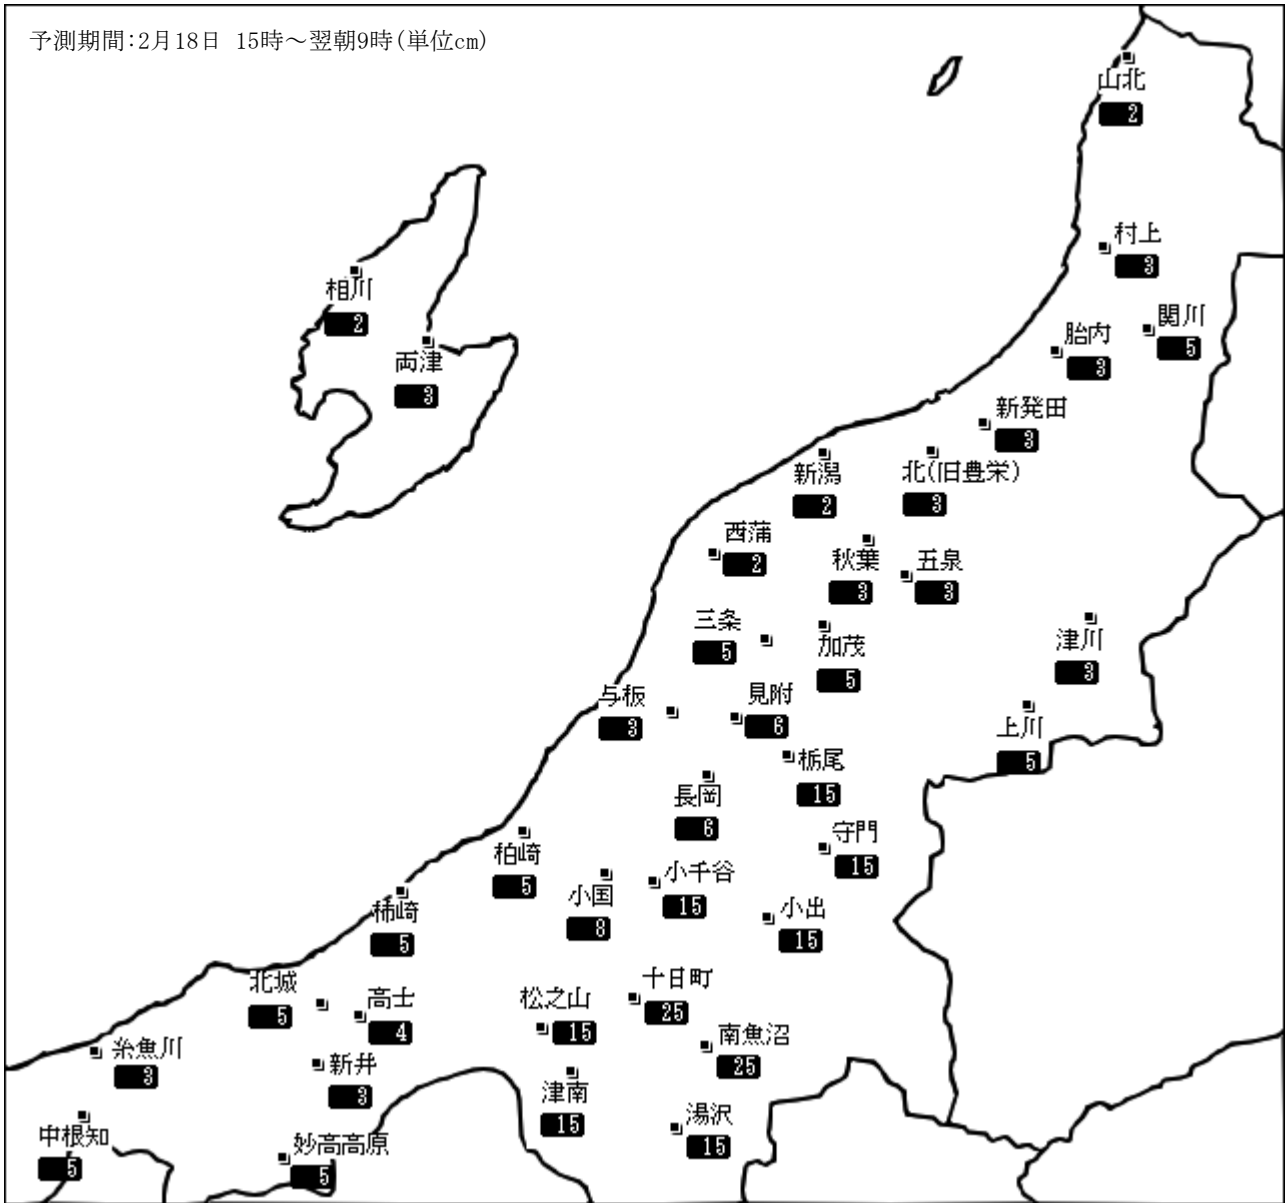 予測期間:2月18日 15時～翌朝9時(単位cm)
山北
2
村上
3
相川
2
関川
5
胎内
3
両津
3
新発田
3
新潟
2
北(旧豊栄)
3
西蒲
2
秋葉
3
五泉
3
三条
5
加茂
5
津川
3
与板
3
見附
6
上川
5
栃尾
15
長岡
6
守門
15
柏崎
5
小国
8
小千谷
15
小出
15
柿崎
5
北城
5
高士
4
松之山
15
十日町
25
南魚沼
25
糸魚川
3
新井
3
津南
15
湯沢
15
中根知
5
妙高高原
5